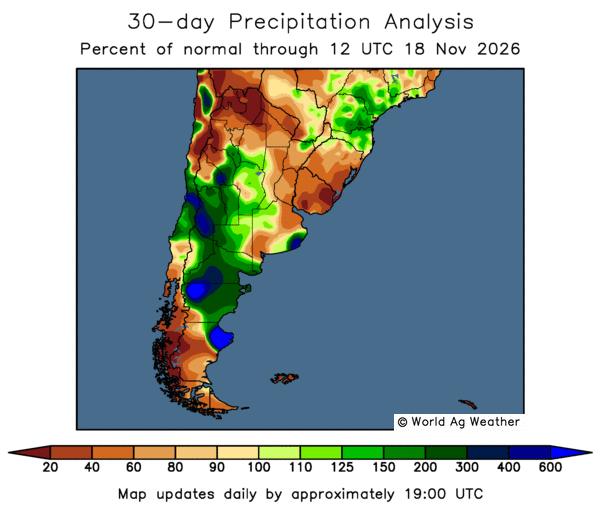 30-day Precipitation Analysis
Percent of normal through 12 UTC 18 Nov 2026
© World Ag Weather
20 40 60 80 90 100 110 125 150 200 300 400 600
Map updates daily by approximately 19:00 UTC